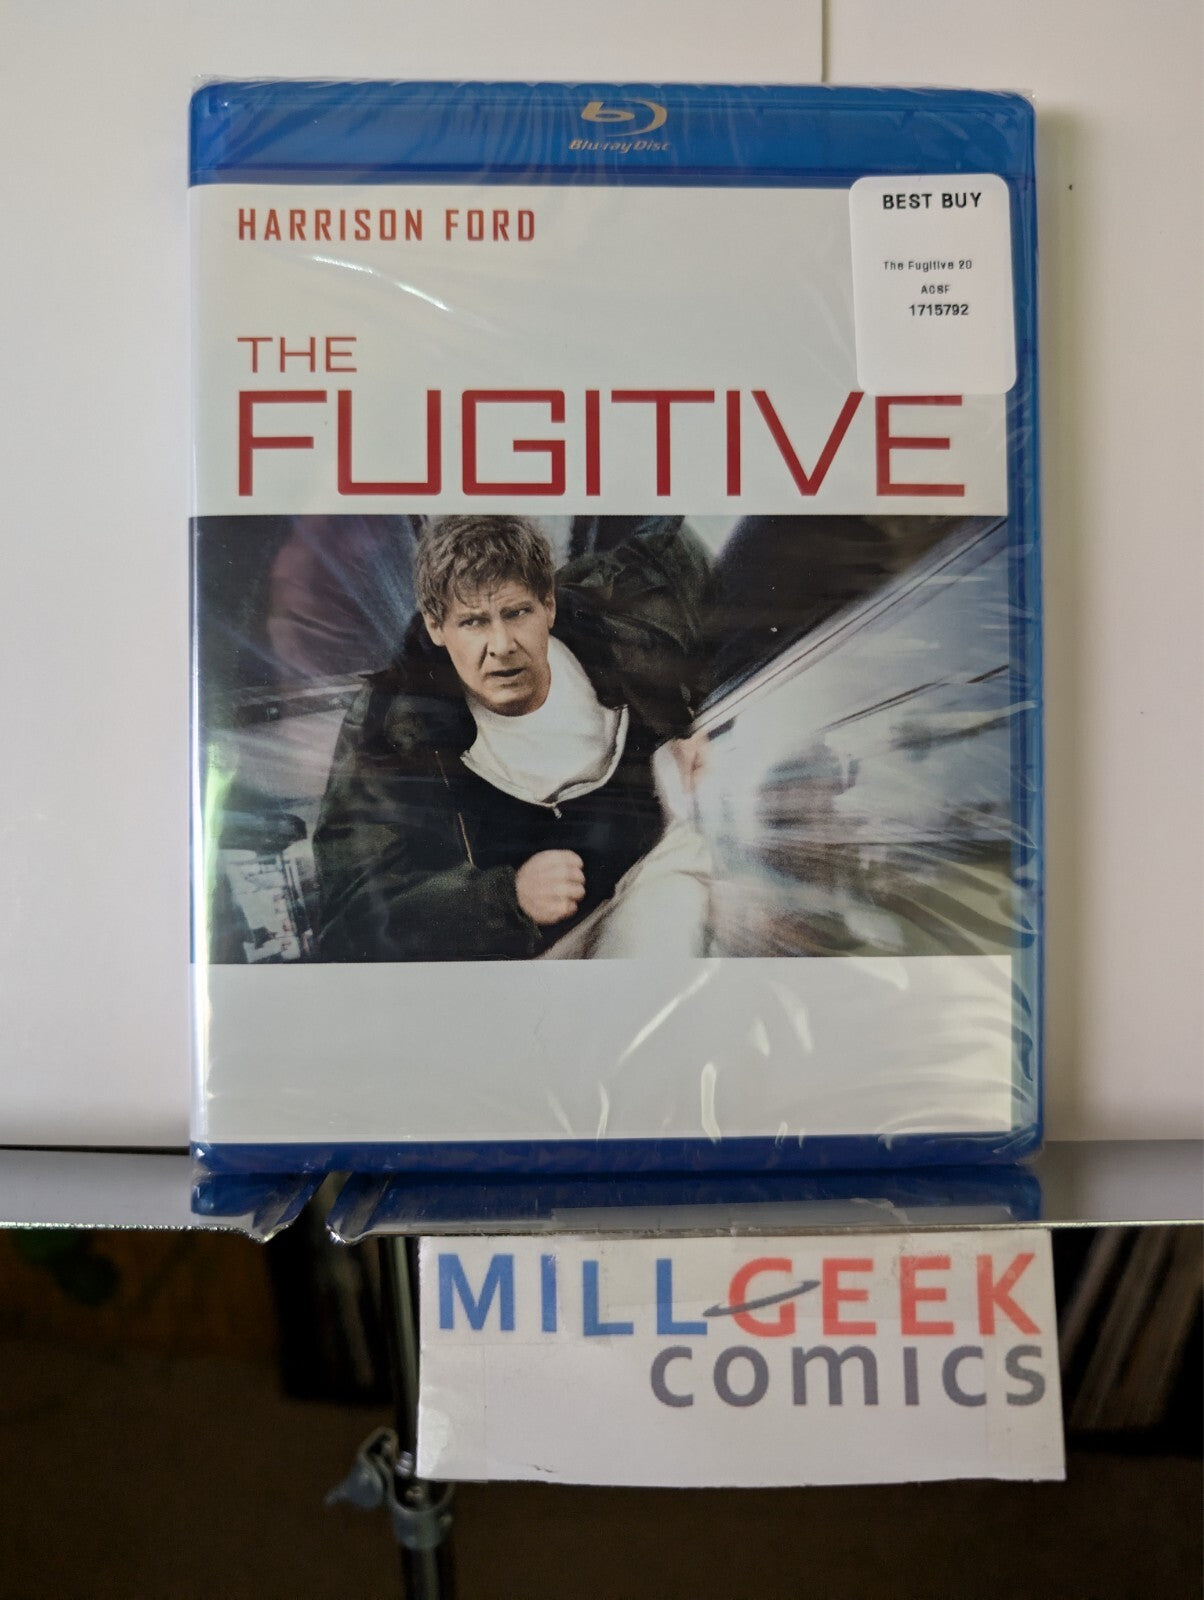 Blu-ray Disc
BEST BUY
The Fugitive 20
ACSF
1715792
HARRISON FORD
THE
FUGITIVE
MILLGEEK
comics